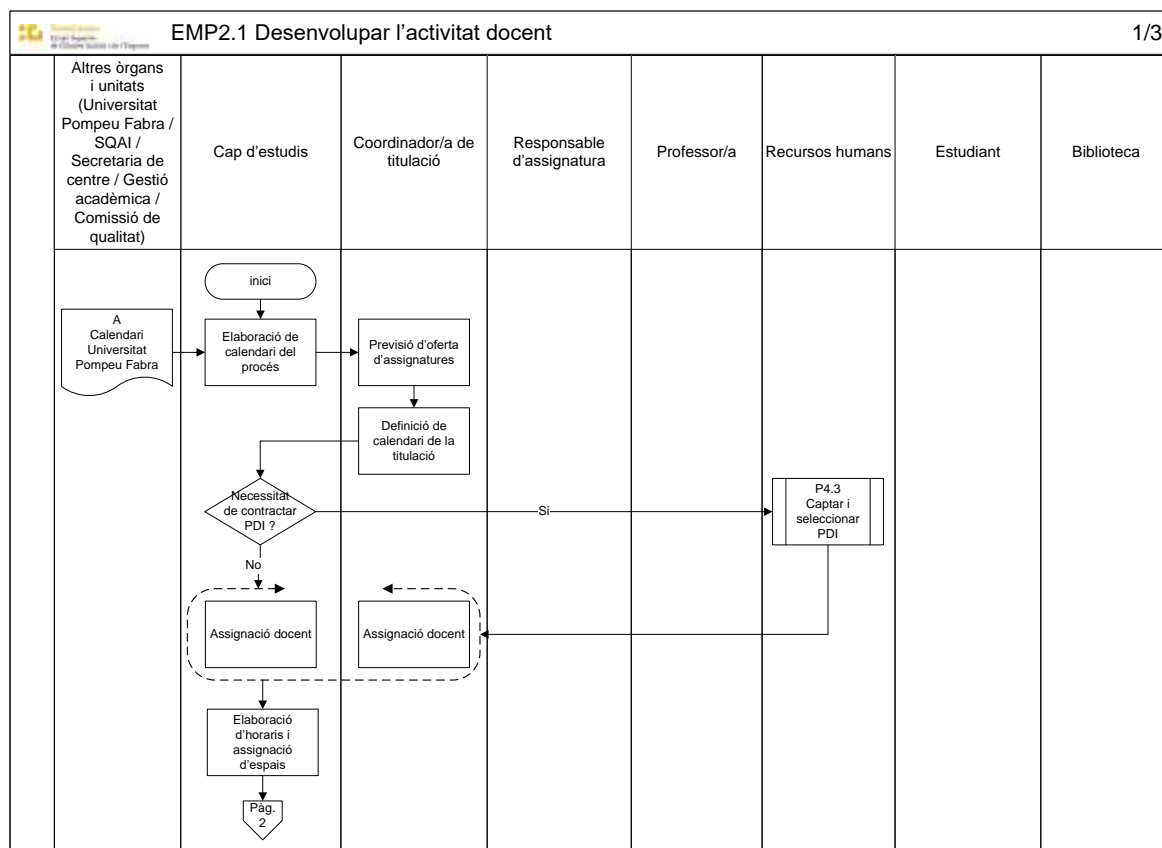 EMP2.1 Desenvolupar l’activitat docent
1/3
Altres òrgans
i unitats
(Universitat
Pompeu Fabra /
SQAI /
Secretaria de
centre / Gestió
acadèmica /
Comissió de
qualitat)
Cap d’estudis
Coordinador/a de
titulació
Responsable
d’assignatura
Professor/a
Recursos humans
Estudiant
Biblioteca
inici
A
Calendari
Universitat
Pompeu Fabra
Elaboració de
calendari del
procés
Previsió d’oferta
d’assignatures
Definició de
calendari de la
titulació
Necessitat
de contractar
PDI ?
Si
P4.3
Captar i
seleccionar
PDI
No
Assignació docent
Assignació docent
Elaboració
d’horaris i
assignació
d’espais
Pàg.
2